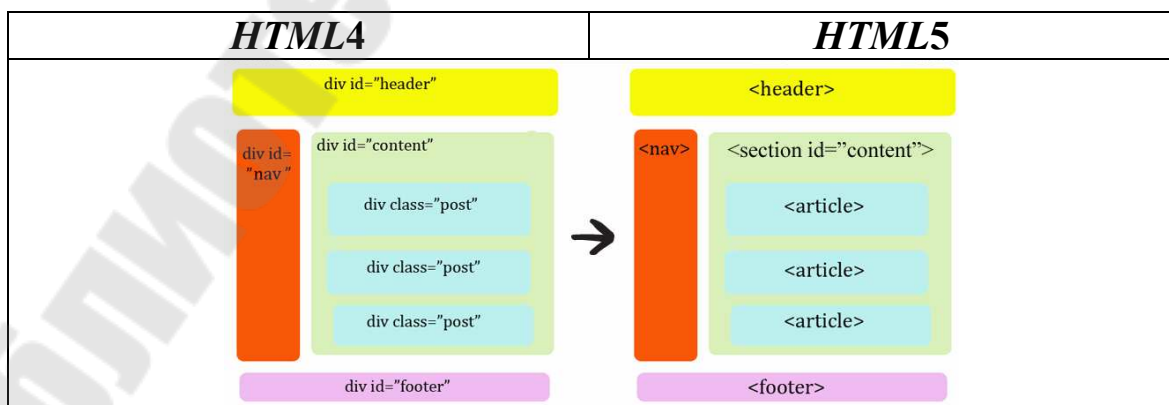 HTML4
HTML5
div id="header"
<header>
div id=
"nav"
div id="content"
div class="post"
div class="post"
div class="post"
<nav>
<section id=”content”>
<article>
<article>
<article>
div id="footer"
<footer>